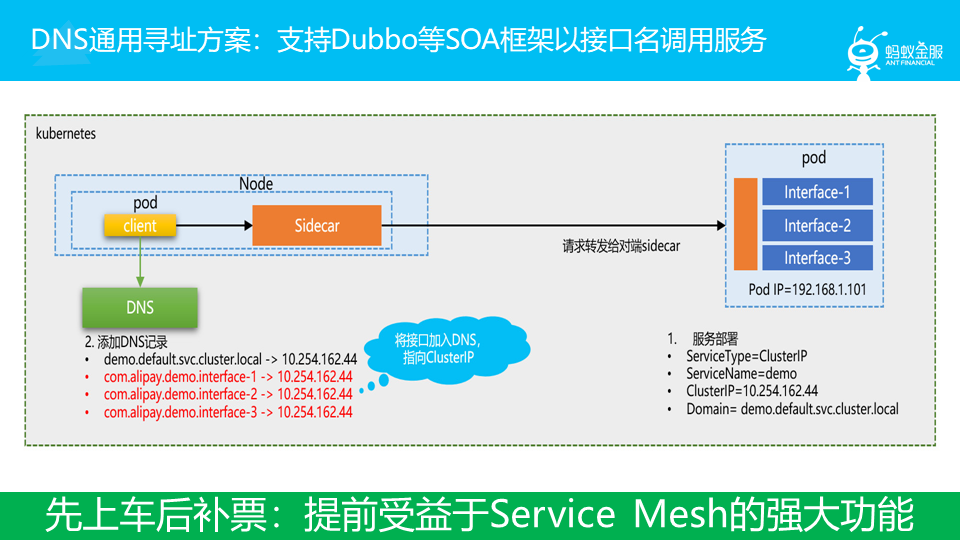 DNS通用寻址方案：支持Dubbo等SOA框架以接口名调用服务
蚂蚁金服
ANT FINANCIAL
kubernetes
Node
pod
client
Sidecar
DNS
请求转发给对端sidecar
pod
Interface-1
Interface-2
Interface-3
Pod IP=192.168.1.101
2. 添加DNS记录
• demo.default.svc.cluster.local -> 10.254.162.44
• com.alipay.demo.interface-1 -> 10.254.162.44
• com.alipay.demo.interface-2 -> 10.254.162.44
• com.alipay.demo.interface-3 -> 10.254.162.44
将接口加入DNS，
指向ClusterIP
1. 服务部署
• ServiceType=ClusterIP
• ServiceName=demo
• ClusterIP=10.254.162.44
• Domain= demo.default.svc.cluster.local
先上车后补票：提前受益于Service Mesh的强大功能